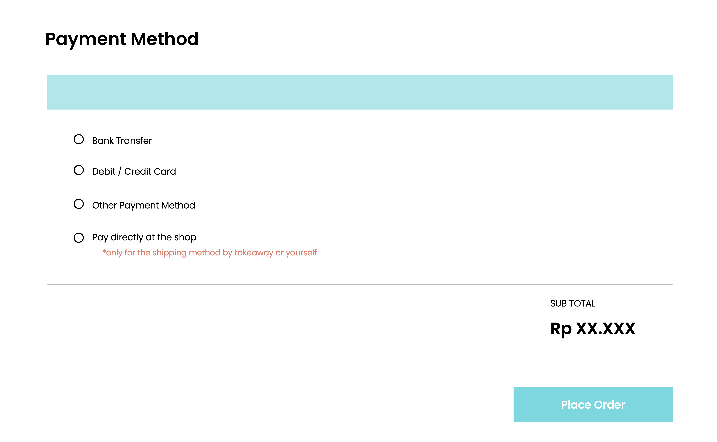 Payment Method
Bank Transfer
Debit / Credit Card
Other Payment Method
Pay directly at the shop
*only for the shipping method by takeaway or yourself
SUB TOTAL
Rp XX.XXX
Place Order